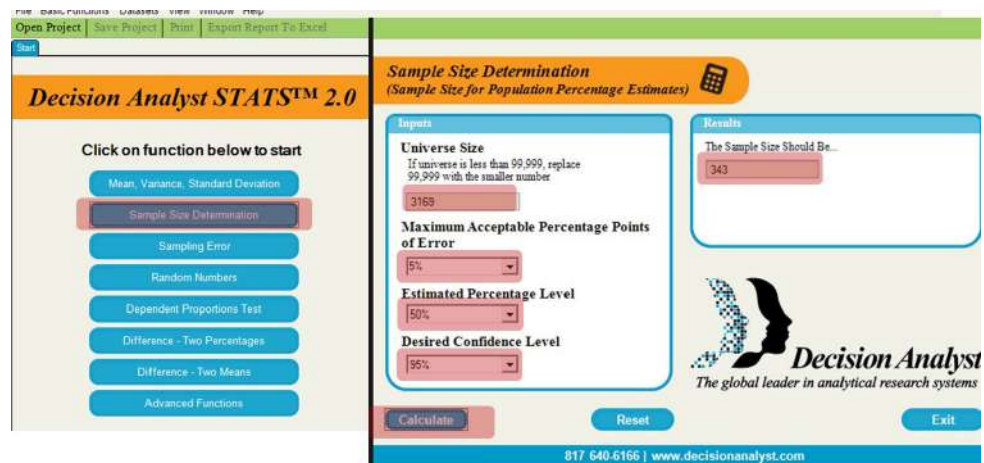 File Basic Functions Datasets View Window Help
Open Project Save Project Print Export Report To Excel
Start
Decision Analyst STATS™ 2.0
Click on function below to start
Mean, Variance, Standard Deviation
Sample Size Determination
Sampling Error
Random Numbers
Dependent Proportions Test
Difference - Two Percentages
Difference - Two Means
Advanced Functions
Sample Size Determination
(Sample Size for Population Percentage Estimates)
Inputs
Universe Size
If universe is less than 99,999, replace
99,999 with the smaller number
3169
Maximum Acceptable Percentage Points
of Error
5%
Estimated Percentage Level
50%
Desired Confidence Level
95%
Calculate
Reset
Results
The Sample Size Should Be...
343
Decision Analyst
The global leader in analytical research systems
Exit
817 640-6166 | www.decisionanalyst.com